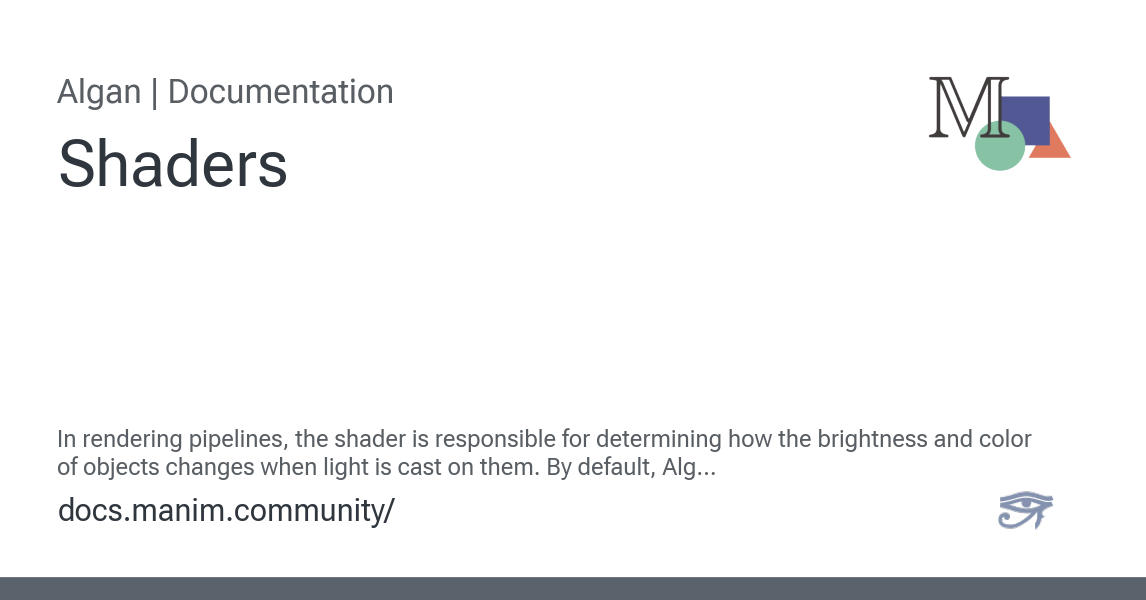 Algan | Documentation
Shaders
M
In rendering pipelines, the shader is responsible for determining how the brightness and color
of objects changes when light is cast on them. By default, Alg...
docs.manim.community/